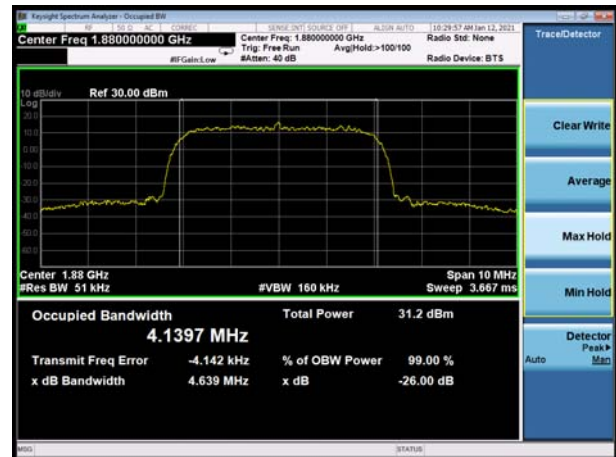 Keysight Spectrum Analyzer - Occupied BW
RF 50 Ω AC CORREC SENSE:INT SOURCE OFF ALIGN AUTO 10:29:57 AM Jan 12, 2021
Center Freq 1.880000000 GHz
Center Freq: 1.880000000 GHz
Radio Std: None
Trig: Free Run Avg|Hold:>100/100
#IFGain:Low #Atten: 40 dB Radio Device: BTS
Trace/Detector
10 dB/div Ref 30.00 dBm
Log
20.0
10.0
0.00
-10.0
-20.0
-30.0
-40.0
-50.0
-60.0
Center 1.88 GHz Span 10 MHz
#Res BW 51 kHz #VBW 160 kHz Sweep 3.667 ms
Occupied Bandwidth Total Power 31.2 dBm
4.1397 MHz
Transmit Freq Error -4.142 kHz % of OBW Power 99.00 %
x dB Bandwidth 4.639 MHz x dB -26.00 dB
Clear Write
Average
Max Hold
Min Hold
Detector
Peak▶
Auto Man
MSG STATUS